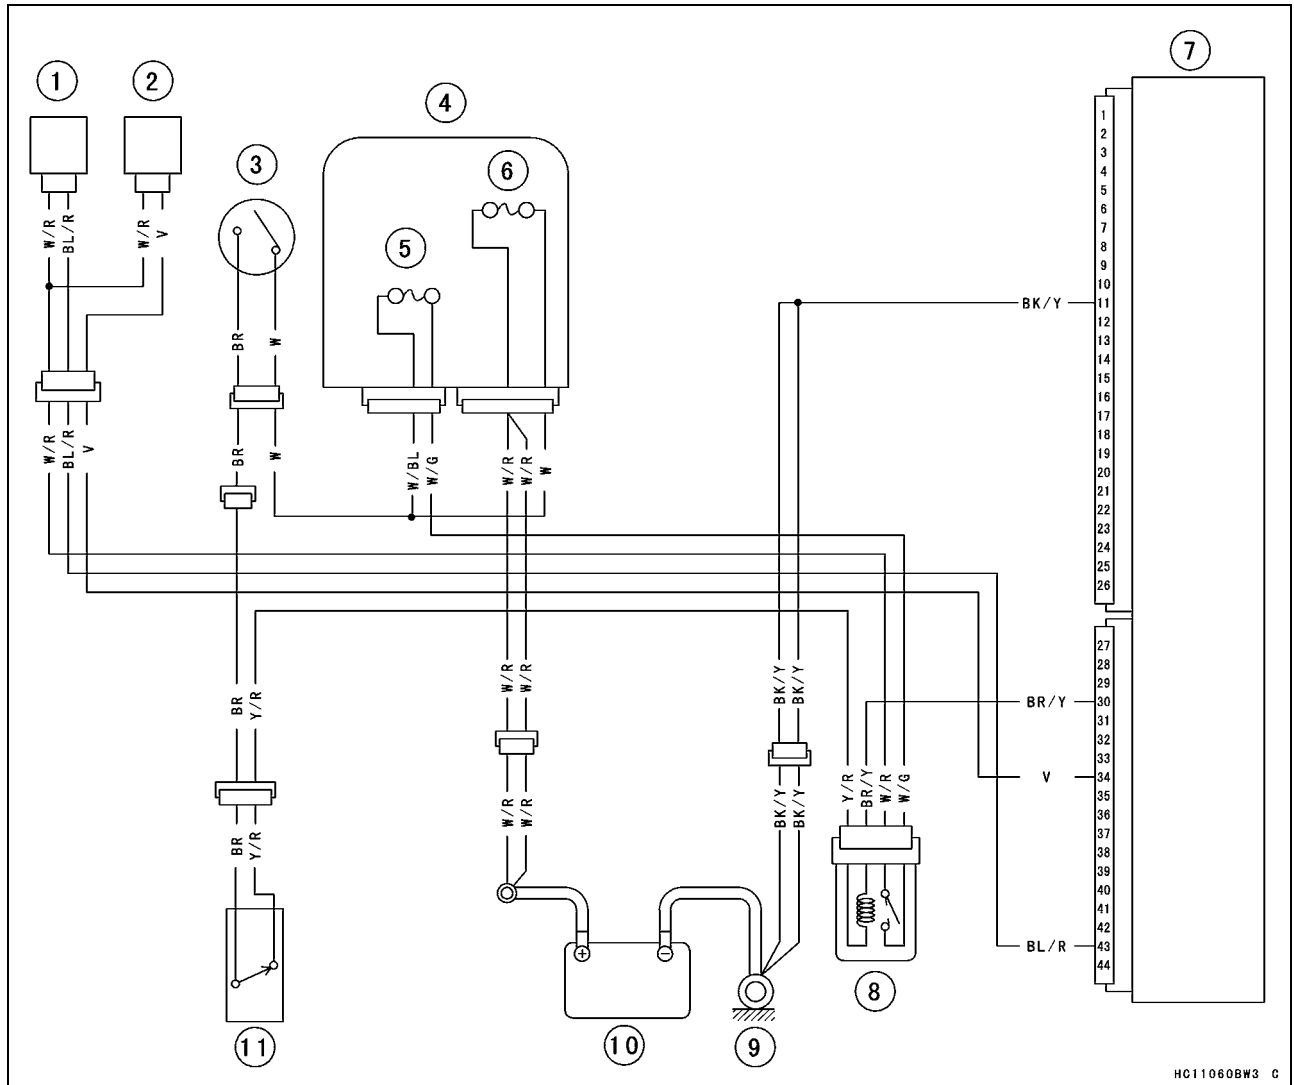 1
2
3
4
5
6
7
W/R
BL/R
W/R
V
BR
W
W/R
BL/R
V
BR
W
W/BL
W/G
W/R
W/R
W
BR
Y/R
W/R
W/R
BK/Y
BK/Y
BR
Y/R
W/R
W/R
BK/Y
BK/Y
Y/R
BR/Y
W/R
W/G
BK/Y
BR/Y
V
BL/R
1
2
3
4
5
6
7
8
9
10
11
12
13
14
15
16
17
18
19
20
21
22
23
24
25
26
27
28
29
30
31
32
33
34
35
36
37
38
39
40
41
42
43
44
+
−
8
9
10
11
HC11060BW3 C